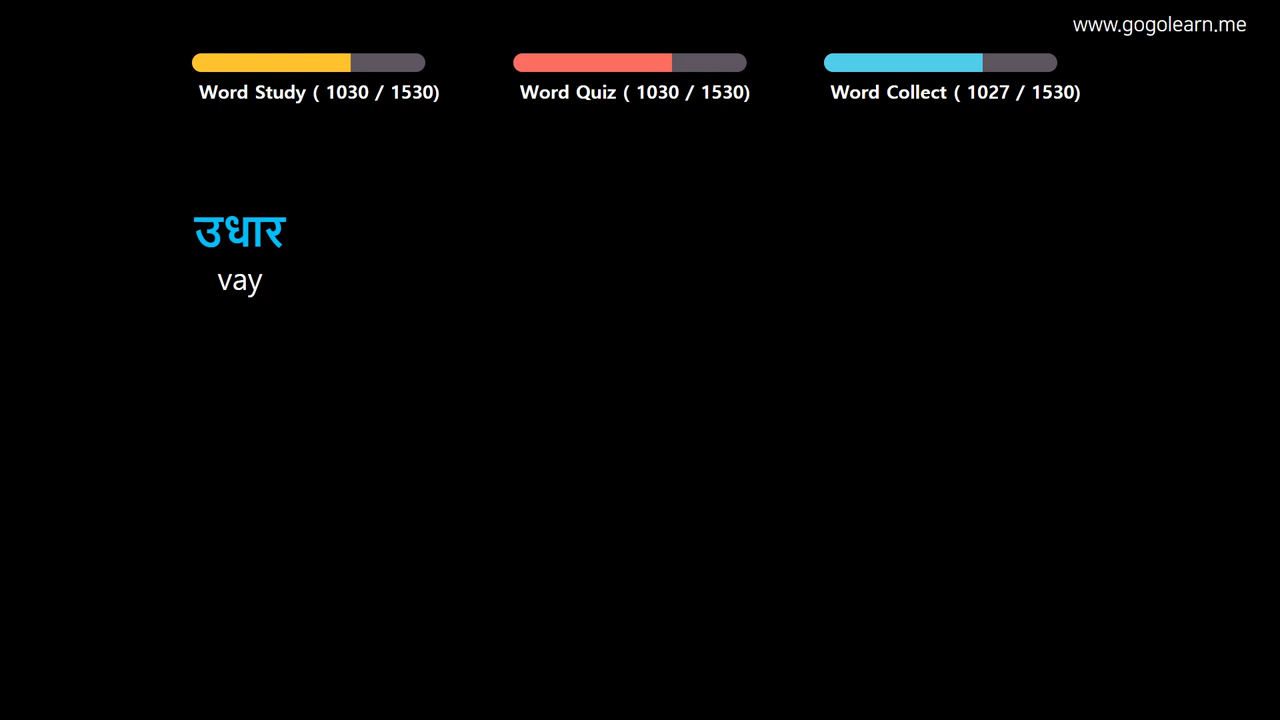 www.gogolearn.me
Word Study ( 1030 / 1530)
Word Quiz ( 1030 / 1530)
Word Collect ( 1027 / 1530)
उधार
vay